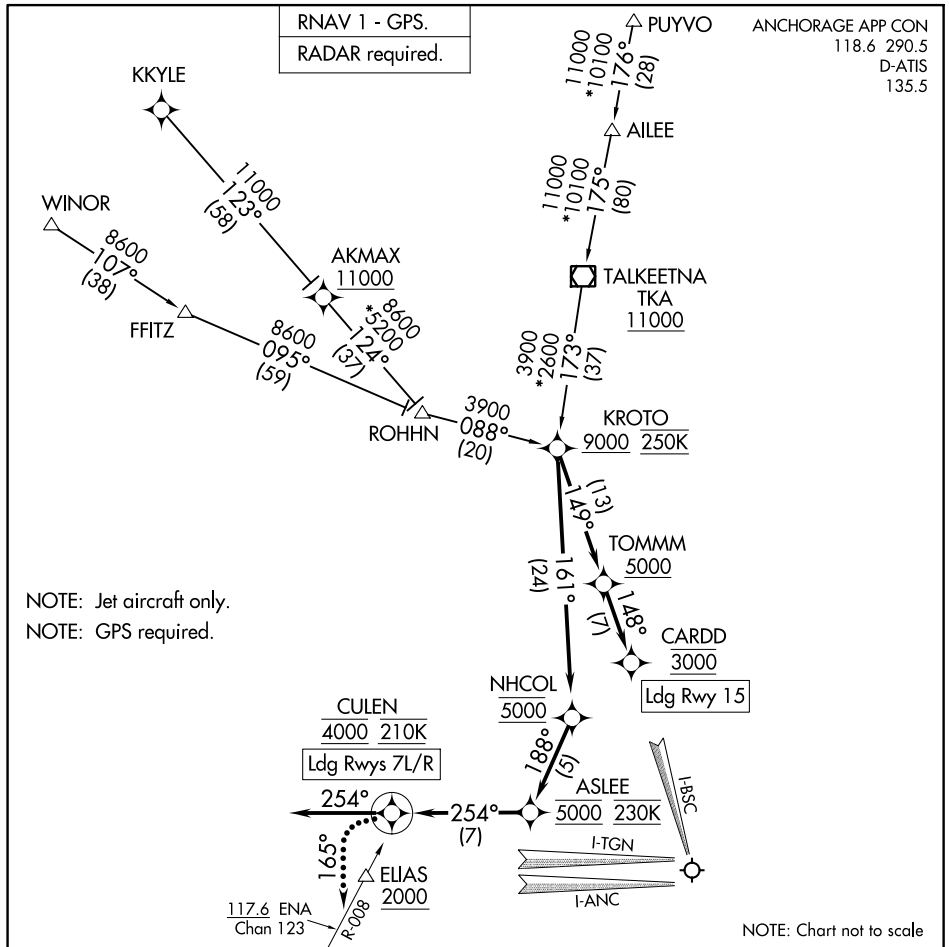 RNAV 1 - GPS.
RADAR required.
PUYVO
ANCHORAGE APP CON
118.6 290.5
D-ATIS
135.5
11000
*10100
176°
(28)
KKYLE
AILEE
11000
123°
(58)
11000
*10100
175°
(80)
WINOR
8600
107°
(38)
AKMAX
11000
TALKEETNA
TKA
11000
FFITZ
8600
*5200
124°
(37)
8600
095°
(59)
3900
*2600
173°
(37)
ROHHN
3900
088°
(20)
KROTO
9000 250K
(13)
149°
TOMMM
5000
161°
(24)
148°
(7)
NOTE: Jet aircraft only.
NOTE: GPS required.
CARDD
3000
Ldg Rwy 15
NHCOL
5000
CULEN
4000 210K
Ldg Rwys 7L/R
188°
(5)
ASLEE
5000 230K
I-BSC
254°
254°
(7)
I-TGN
165°
ELIAS
2000
I-ANC
117.6 ENA
Chan 123
R-008
NOTE: Chart not to scale